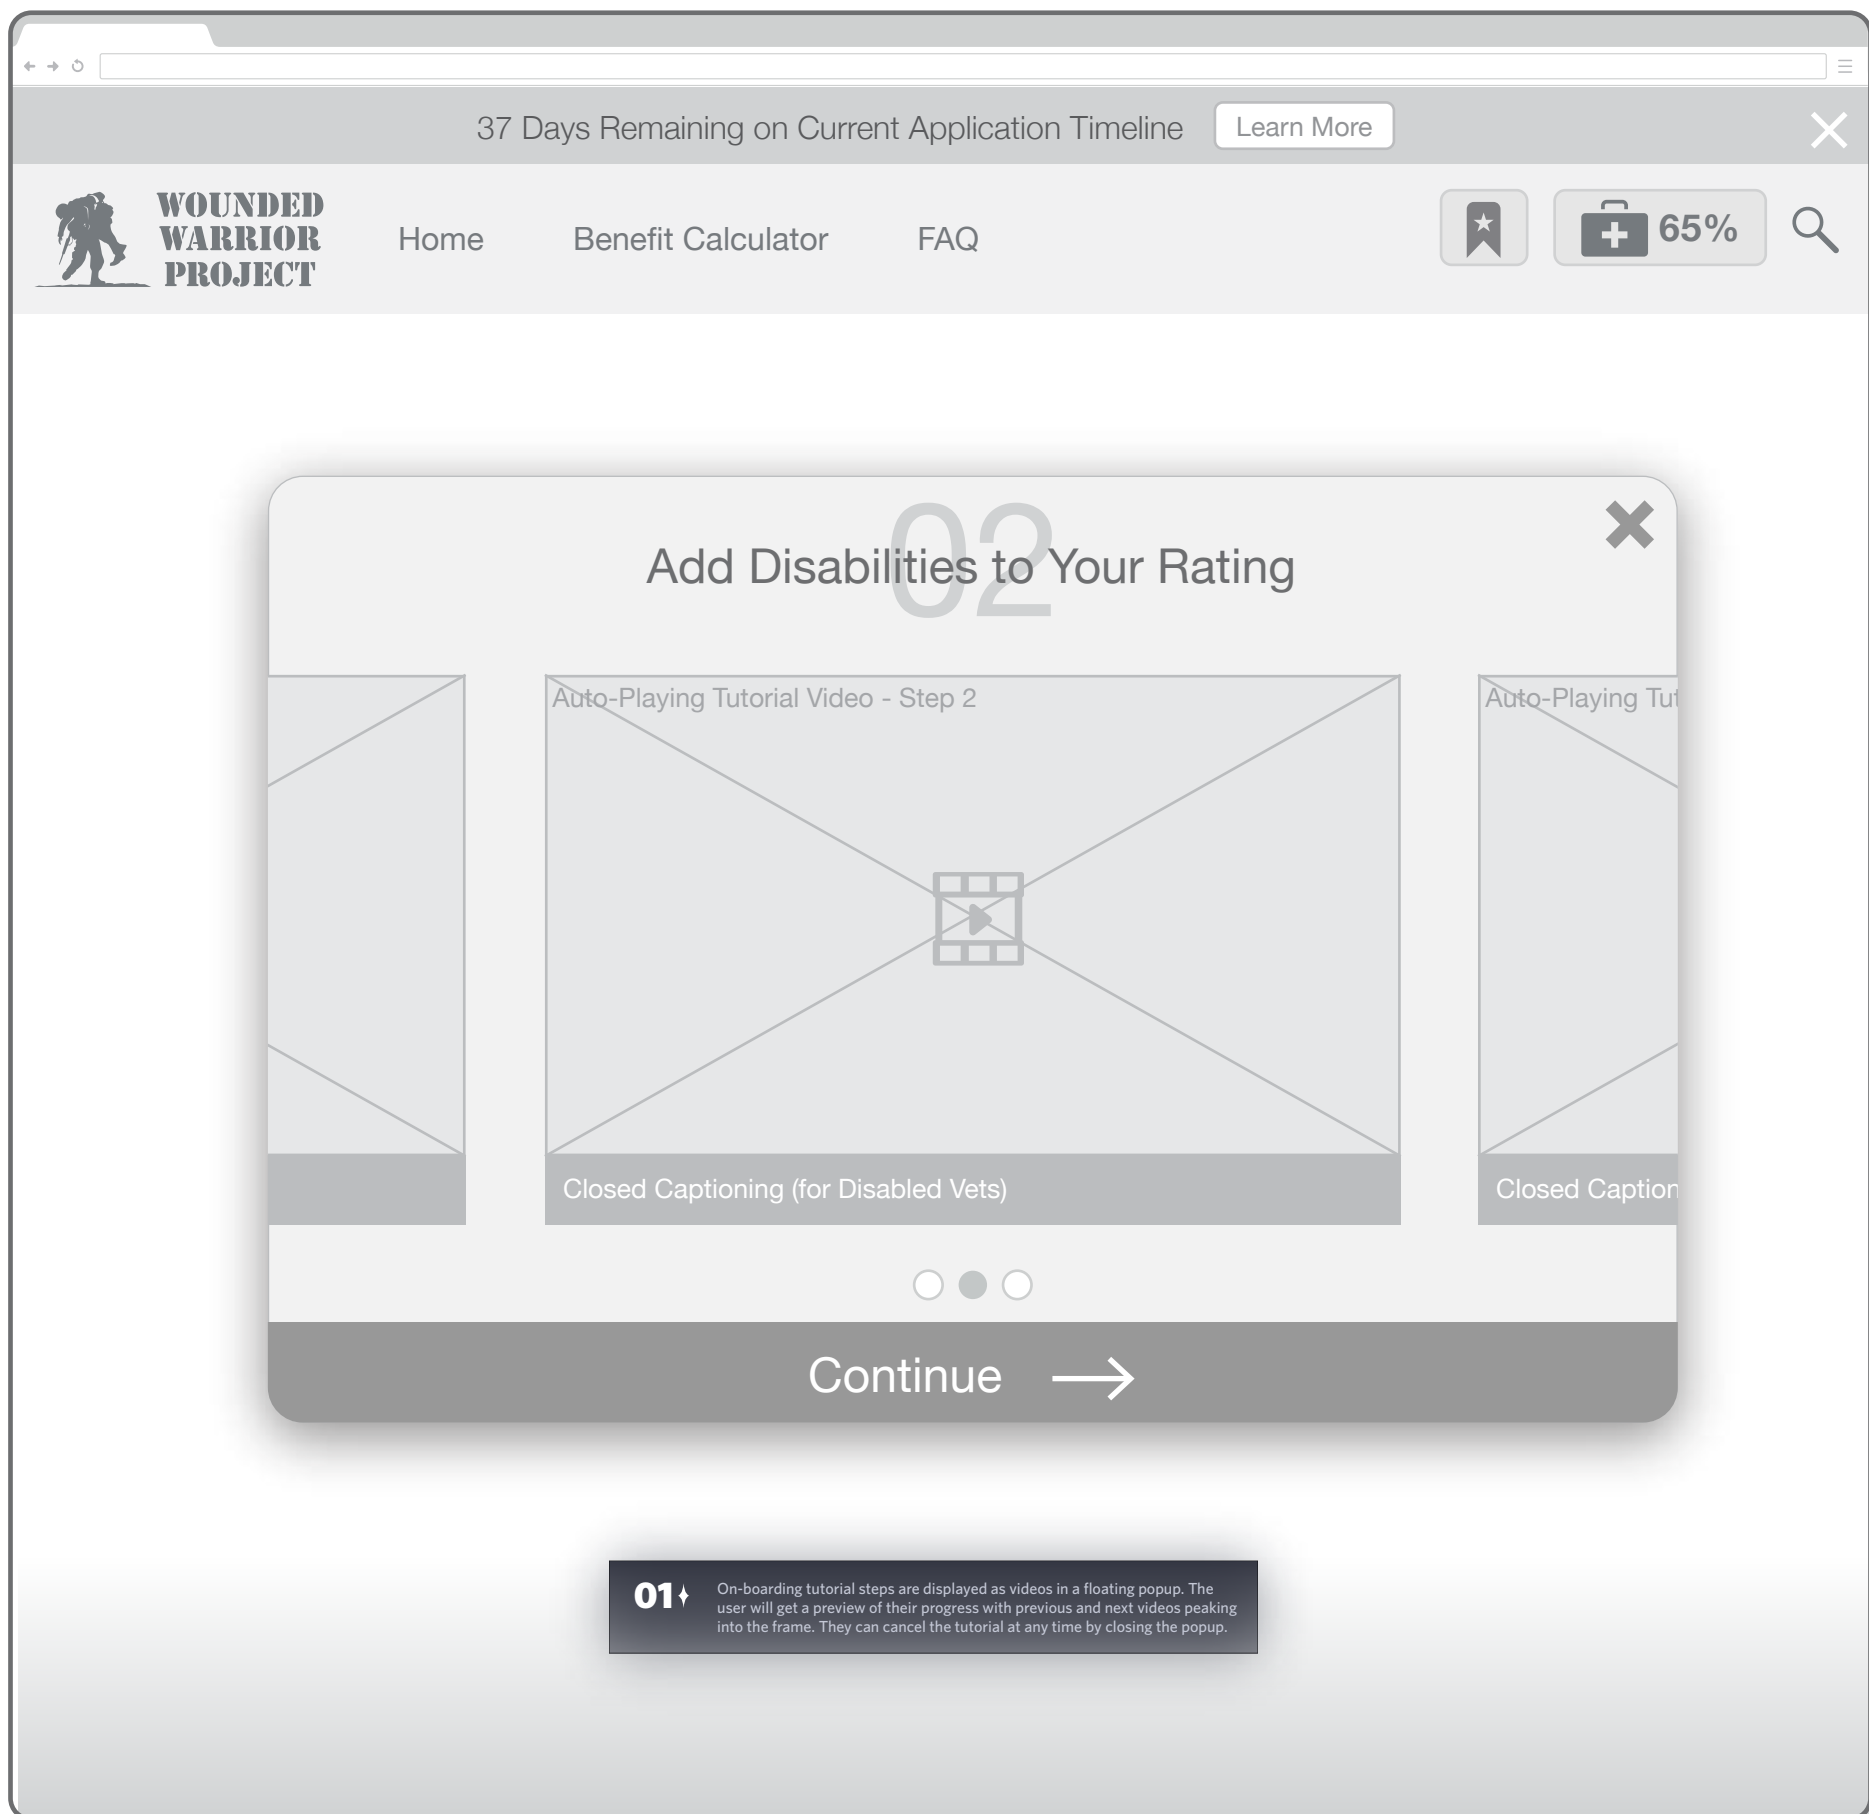 37 Days Remaining on Current Application Timeline
Learn More
WOUNDED
WARRIOR
PROJECT
Home
Benefit Calculator
FAQ
65%
02
Add Disabilities to Your Rating
Auto-Playing Tutorial Video - Step 2
Auto-Playing Tut
Closed Captioning (for Disabled Vets)
Closed Caption
Continue
01
On-boarding tutorial steps are displayed as videos in a floating popup. The
user will get a preview of their progress with previous and next videos peaking
into the frame. They can cancel the tutorial at any time by closing the popup.